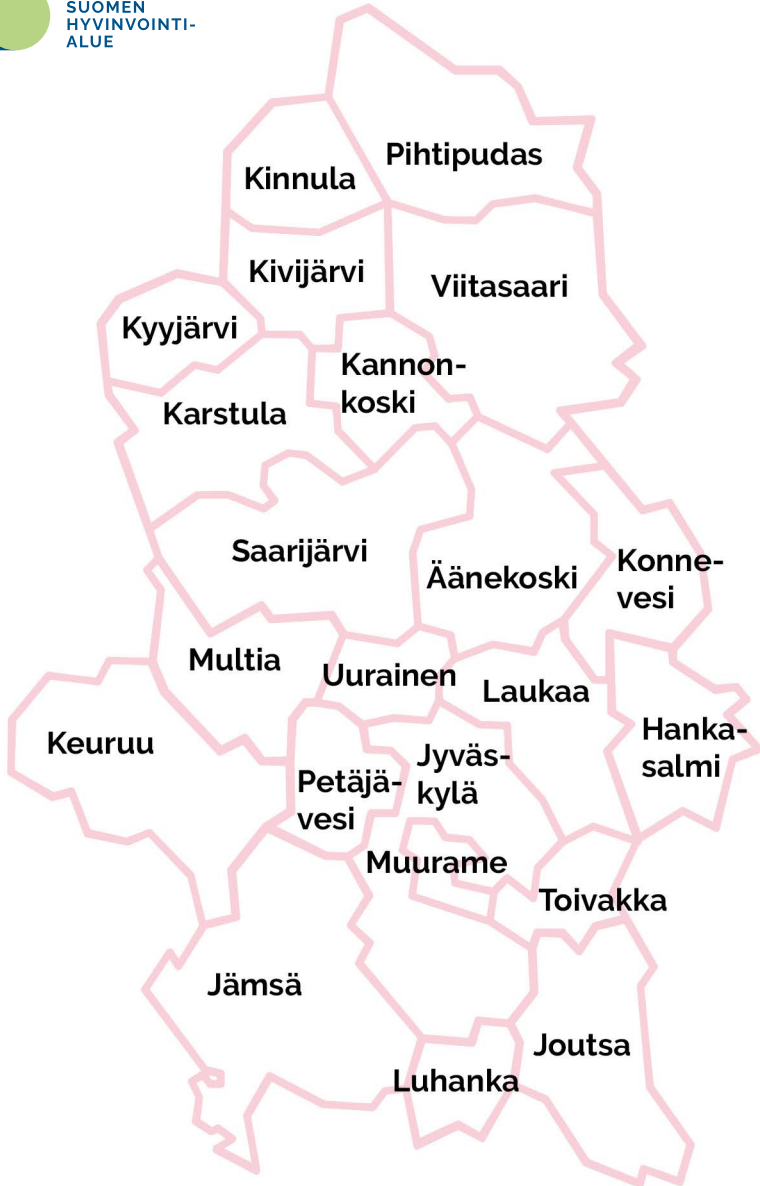 SUOMEN
HYVINVOINTI-
ALUE
Pihtipudas
Kinnula
Kivijärvi
Viitasaari
Kyyjärvi
Kannon-
koski
Karstula
Saarijärvi
Äänekoski
Konne-
vesi
Multia
Uurainen
Laukaa
Keuruu
Hanka-
salmi
Jyväs-
kylä
Petäjä-
vesi
Muurame
Toivakka
Jämsä
Joutsa
Luhanka